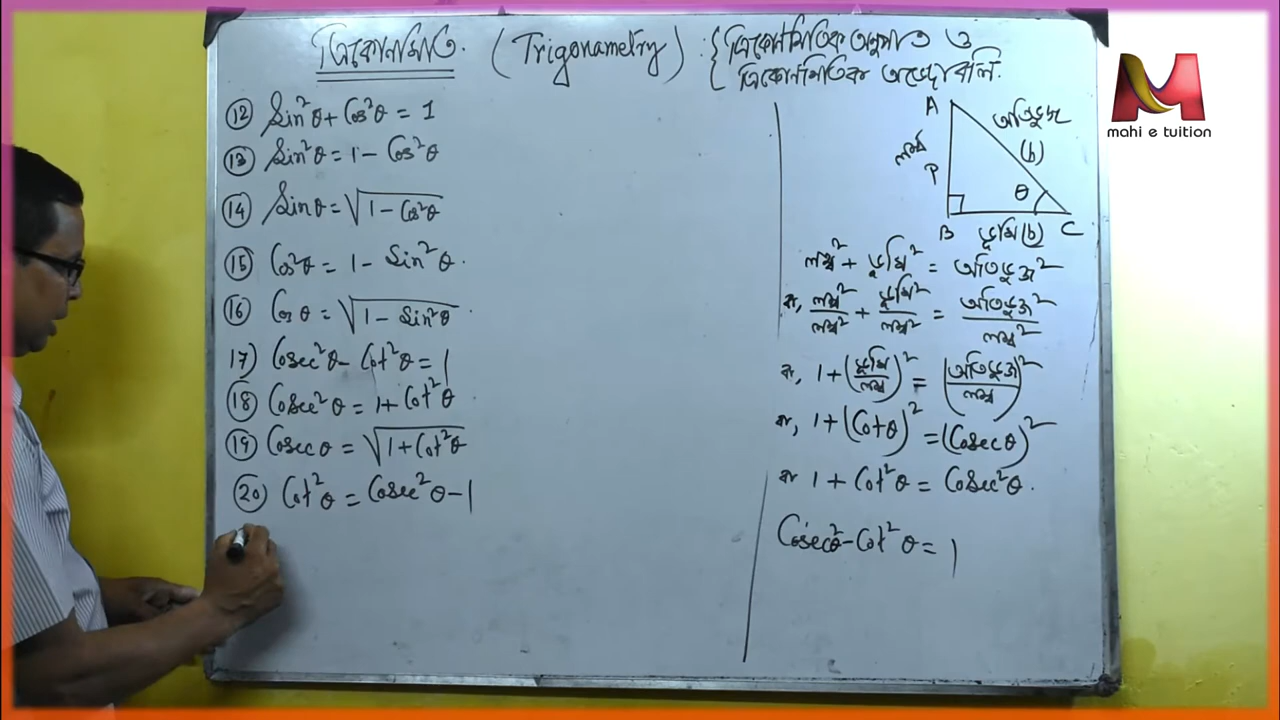 ত্রিকোনমিতি. (Trigonametry) : { ত্রিকোনমিতিক অনুপাত ও
ত্রিকোনমিতিক অভেদাবলি.
(12) Sin²θ + Cos²θ = 1
(13) Sin²θ = 1 - Cos²θ
(14) Sinθ = √(1 - Cos²θ)
(15) Cos²θ = 1 - Sin²θ.
(16) Cosθ = √(1 - Sin²θ)
17) Cosec²θ - Cot²θ = 1
(18) Cosec²θ = 1 + Cot²θ
(19) Cosecθ = √(1 + Cot²θ)
(20) Cot²θ = Cosec²θ - 1
A
অতিভুজ
(h)
লম্ব
P
θ
B ভূমি (b) C
লম্ব² + ভূমি² = অতিভুজ²
বা, লম্ব²/লম্ব² + ভূমি²/লম্ব² = অতিভুজ²/লম্ব²
বা, 1 + (ভূমি/লম্ব)² = (অতিভুজ/লম্ব)²
বা, 1 + (Cotθ)² = (Cosecθ)²
বা 1 + Cot²θ = Cosec²θ.
Cosec²θ - Cot²θ = 1
M
mahi e tuition